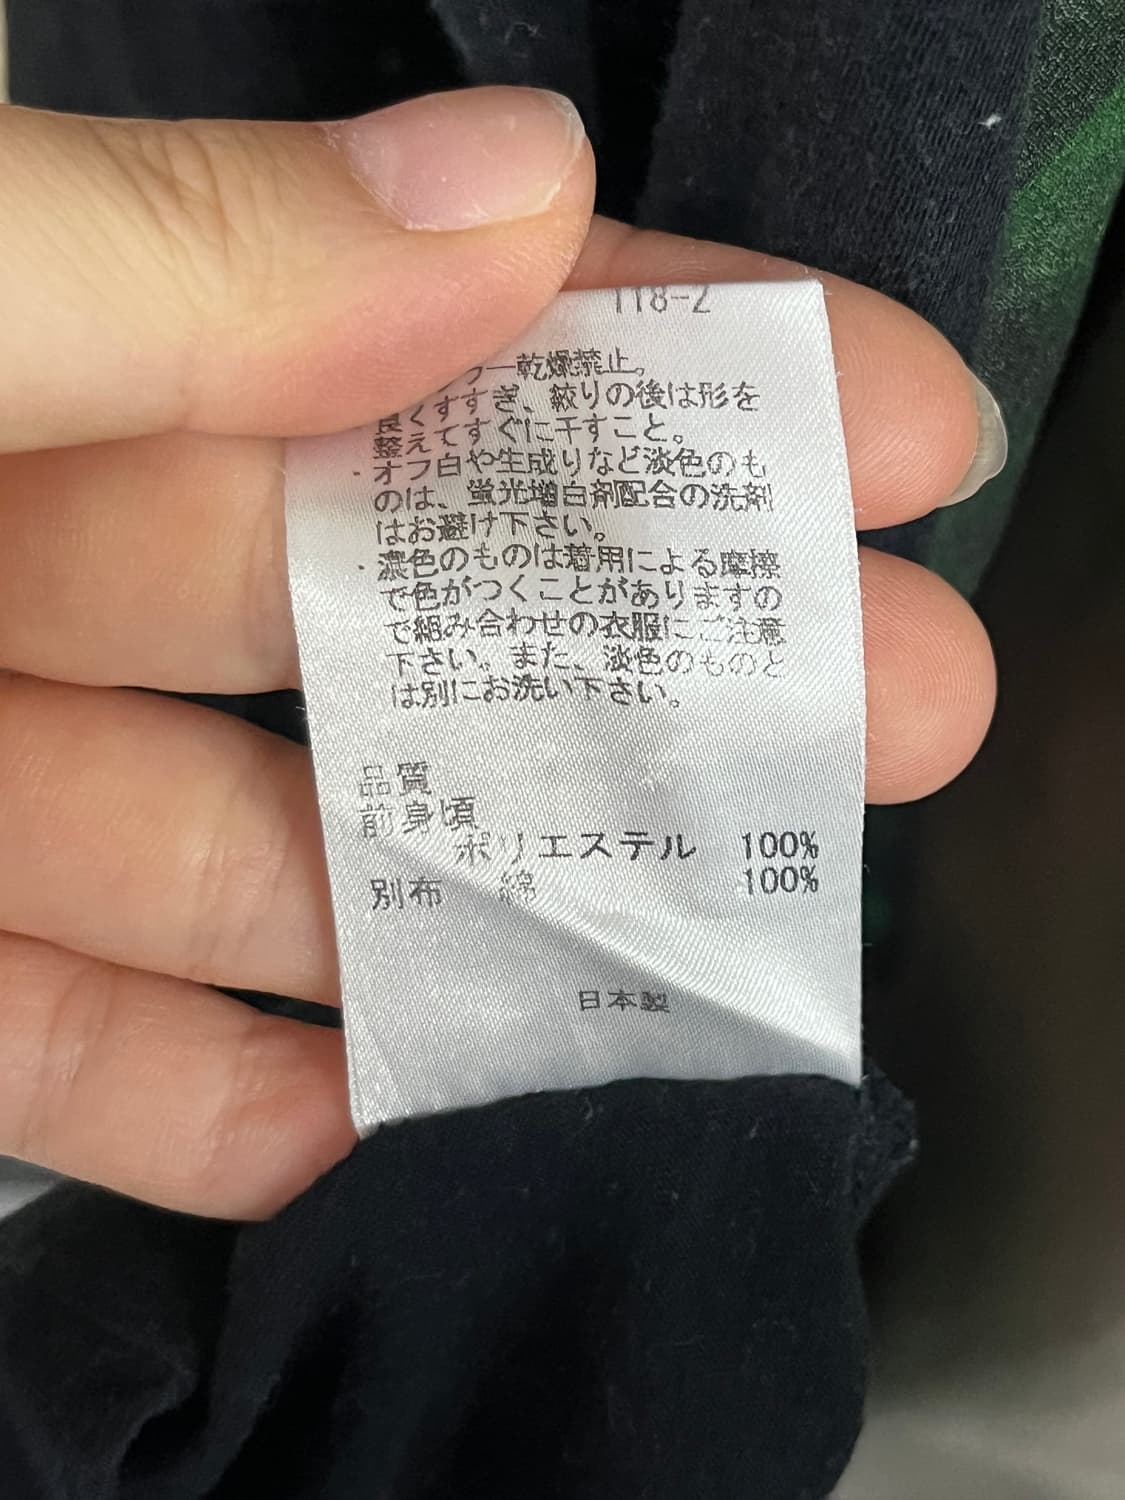 118-2
ー乾燥禁止。
良くすすぎ、絞りの後は形を
整えてすぐに干すこと。
・オフ白や生成りなど淡色のも
のは、蛍光増白剤配合の洗剤
はお避け下さい。
・濃色のものは着用による摩擦
で色がつくことがありますの
で組み合わせの衣服にご注意
下さい。また、淡色のものと
は別にお洗い下さい。
品質
前身頃
ポリエステル 100%
別布 綿 100%
日本製